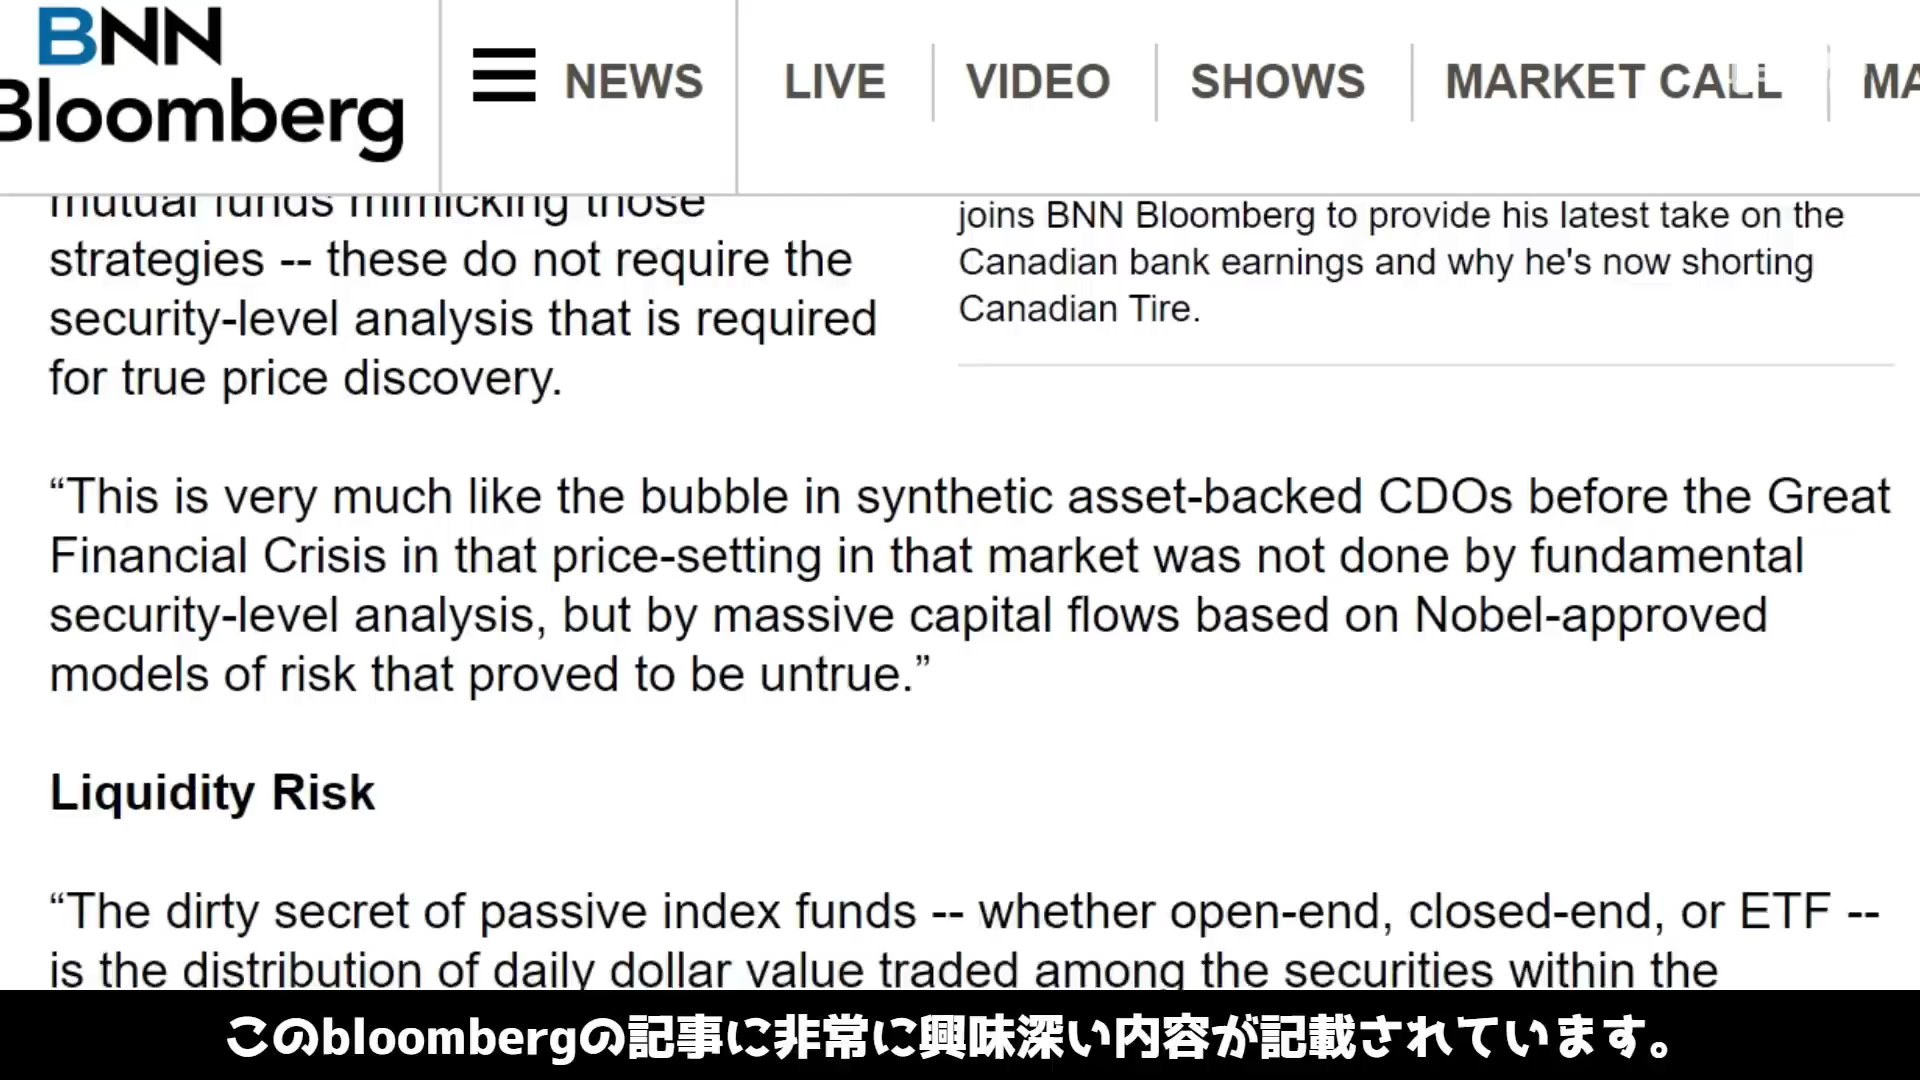 BNN
Bloomberg
NEWS
LIVE
VIDEO
SHOWS
MARKET CALL
MA
mutual funds mimicking those
strategies -- these do not require the
security-level analysis that is required
for true price discovery.
joins BNN Bloomberg to provide his latest take on the
Canadian bank earnings and why he's now shorting
Canadian Tire.
“This is very much like the bubble in synthetic asset-backed CDOs before the Great
Financial Crisis in that price-setting in that market was not done by fundamental
security-level analysis, but by massive capital flows based on Nobel-approved
models of risk that proved to be untrue.”
Liquidity Risk
“The dirty secret of passive index funds -- whether open-end, closed-end, or ETF --
is the distribution of daily dollar value traded among the securities within the
このbloombergの記事に非常に興味深い内容が記載されています。